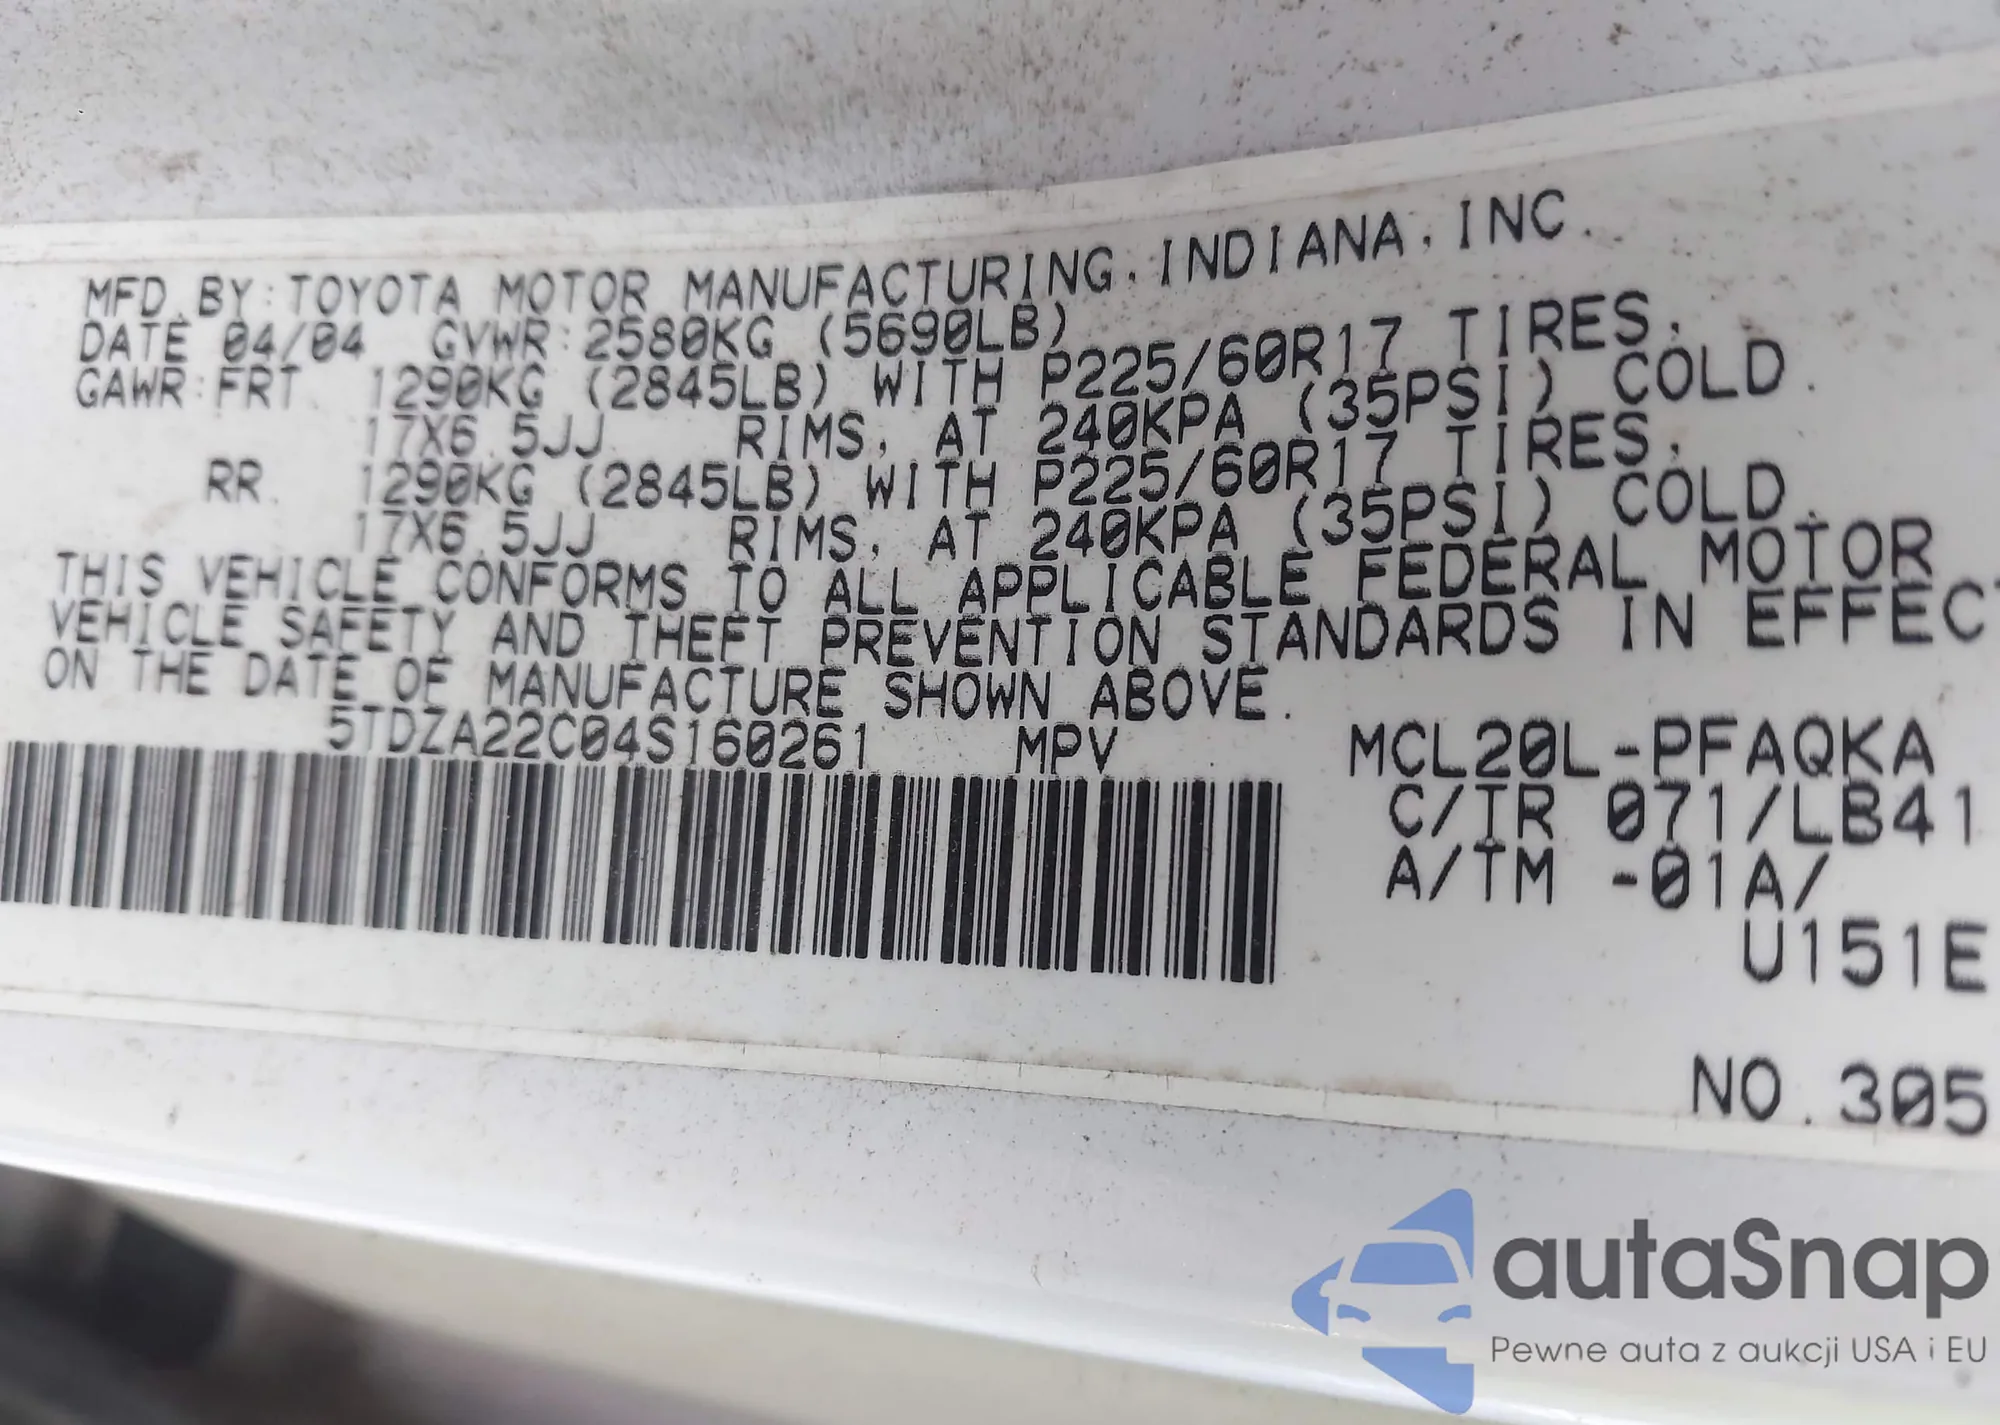 MFD. BY: TOYOTA MOTOR MANUFACTURING, INDIANA, INC.
DATE 04/04 GVWR: 2580KG (5690LB)
GAWR: FRT 1290KG (2845LB) WITH P225/60R17 TIRES,
17X6.5JJ RIMS, AT 240KPA (35PSI) COLD.
RR. 1290KG (2845LB) WITH P225/60R17 TIRES,
17X6.5JJ RIMS, AT 240KPA (35PSI) COLD.
THIS VEHICLE CONFORMS TO ALL APPLICABLE FEDERAL MOTOR
VEHICLE SAFETY AND THEFT PREVENTION STANDARDS IN EFFECT
ON THE DATE OF MANUFACTURE SHOWN ABOVE.
5TDZA22C04S160261 MPV MCL20L-PFAQKA
C/TR 071/LB41
A/TM -01A/
U151E
NO. 305
autaSnap
Pewne auta z aukcji USA i EU